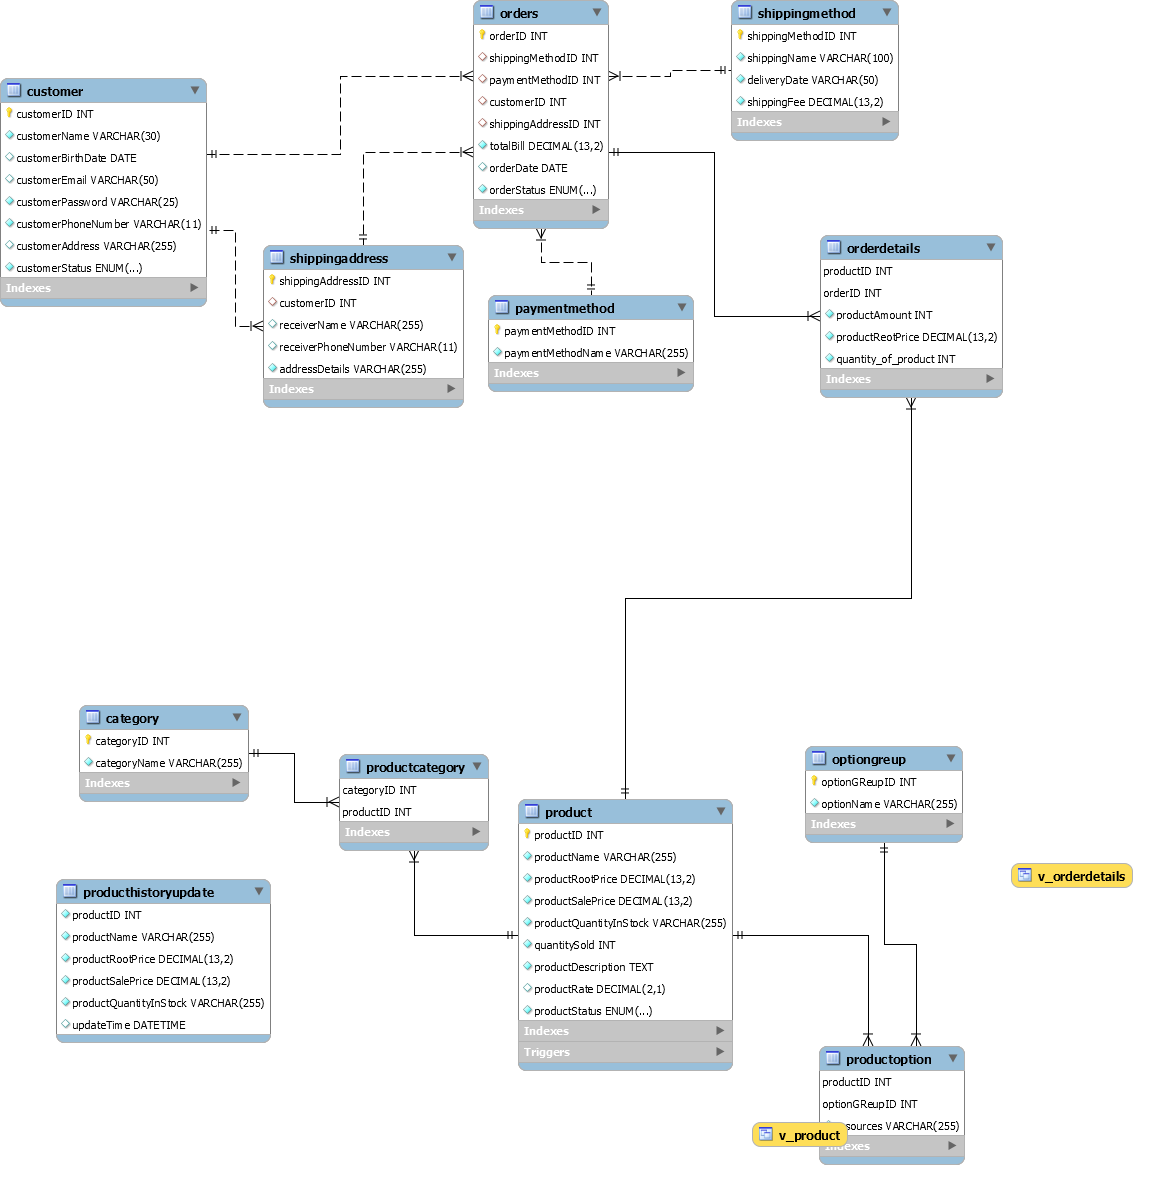 orders
orderID INT
shippingMethodID INT
paymentMethodID INT
customerID INT
shippingAddressID INT
totalBill DECIMAL(13,2)
orderDate DATE
orderStatus ENUM(...)
Indexes
shippingmethod
shippingMethodID INT
shippingName VARCHAR(100)
deliveryDate VARCHAR(50)
shippingFee DECIMAL(13,2)
Indexes
customer
customerID INT
customerName VARCHAR(30)
customerBirthDate DATE
customerEmail VARCHAR(50)
customerPassword VARCHAR(25)
customerPhoneNumber VARCHAR(11)
customerAddress VARCHAR(255)
customerStatus ENUM(...)
Indexes
shippingaddress
shippingAddressID INT
customerID INT
receiverName VARCHAR(255)
receiverPhoneNumber VARCHAR(11)
addressDetails VARCHAR(255)
Indexes
paymentmethod
paymentMethodID INT
paymentMethodName VARCHAR(255)
Indexes
orderdetails
productID INT
orderID INT
productAmount INT
productReotPrice DECIMAL(13,2)
quantity_of_product INT
Indexes
category
categoryID INT
categoryName VARCHAR(255)
Indexes
productcategory
categoryID INT
productID INT
Indexes
product
productID INT
productName VARCHAR(255)
productRootPrice DECIMAL(13,2)
productSalePrice DECIMAL(13,2)
productQuantityInStock VARCHAR(255)
quantitySold INT
productDescription TEXT
productRate DECIMAL(2,1)
productStatus ENUM(...)
Indexes
Triggers
optiongreup
optionGReupID INT
optionName VARCHAR(255)
Indexes
v_orderdetails
producthistoryupdate
productID INT
productName VARCHAR(255)
productRootPrice DECIMAL(13,2)
productSalePrice DECIMAL(13,2)
productQuantityInStock VARCHAR(255)
updateTime DATETIME
productoption
productID INT
optionGReupID INT
VARCHAR(255)
v_product